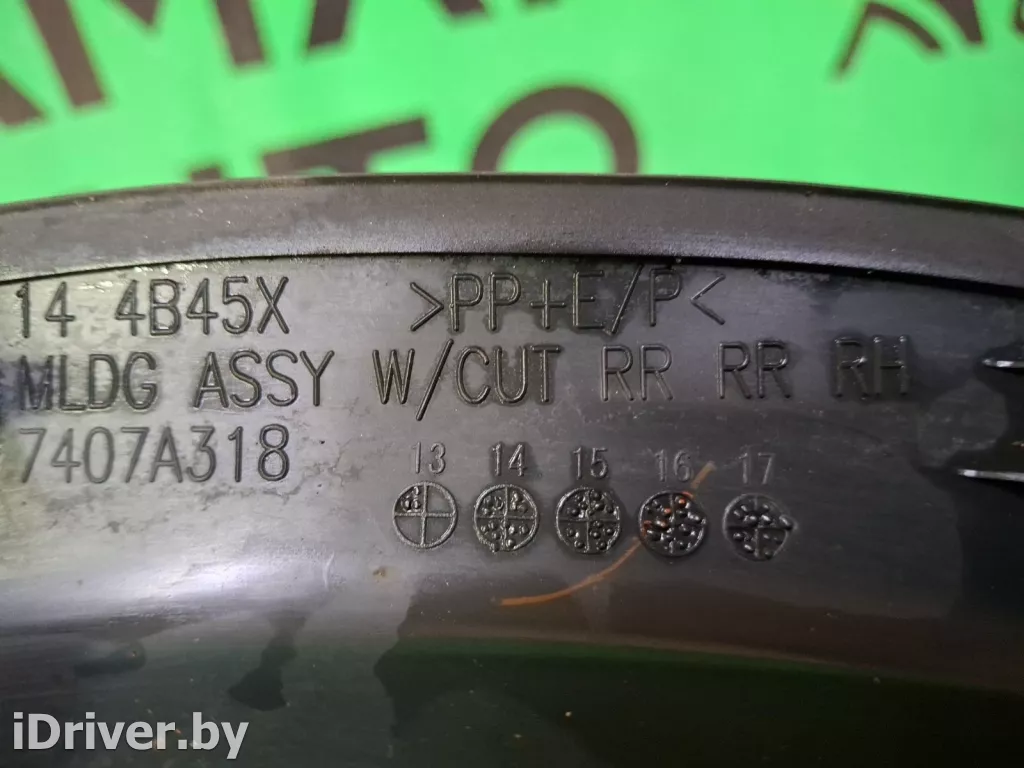 14 4B45X >PP+E/P<
MLDG ASSY W/CUT RR RR RH
7407A318
13 14 15 16 17
iDriver.by